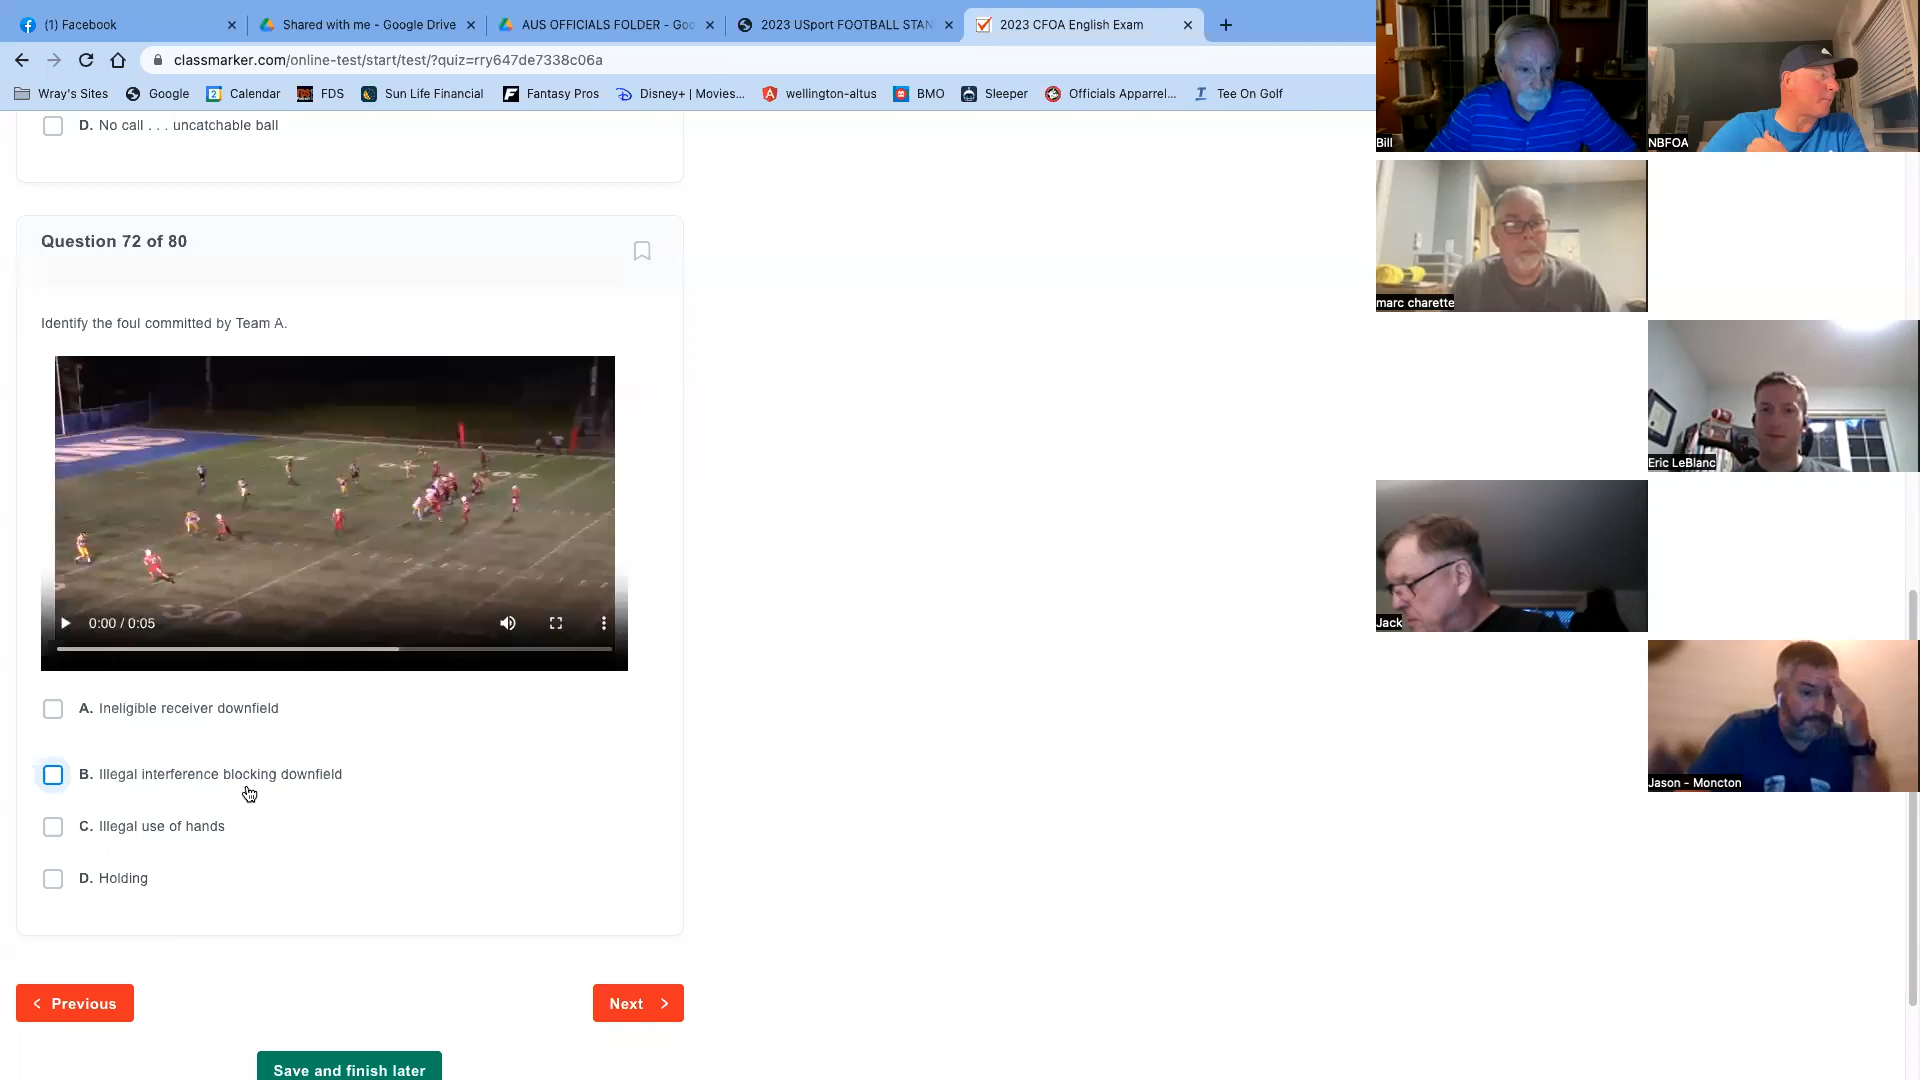 (1) Facebook
Shared with me - Google Drive
AUS OFFICIALS FOLDER - Goo
2023 USport FOOTBALL STAN
2023 CFOA English Exam
classmarker.com/online-test/start/test/?quiz=rry647de7338c06a
Wray's Sites
Google
Calendar
FDS
Sun Life Financial
Fantasy Pros
Disney+ | Movies...
wellington-altus
BMO
Sleeper
Officials Apparrel...
Tee On Golf
D. No call . . . uncatchable ball
Question 72 of 80
Identify the foul committed by Team A.
0:00 / 0:05
A. Ineligible receiver downfield
B. Illegal interference blocking downfield
C. Illegal use of hands
D. Holding
Previous
Next
Save and finish later
Bill
NBFOA
marc charette
Eric LeBlanc
Jack
Jason - Moncton